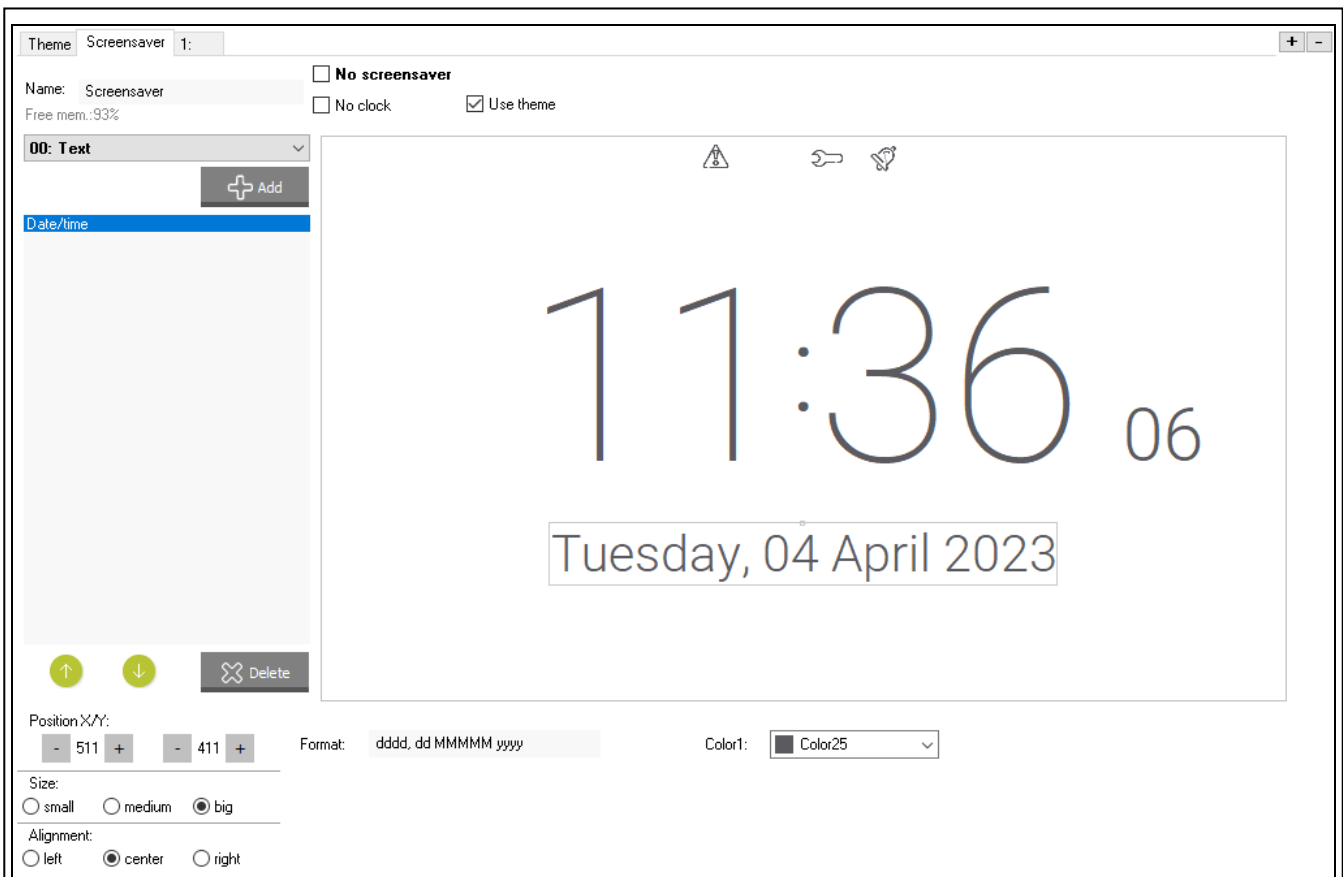 Theme Screensaver 1: + -
No screensaver
Name: Screensaver
No clock Use theme
Free mem.:93%
00: Text
Add
Date/time
11:36 06
Tuesday, 04 April 2023
Delete
Position X/Y:
- 511 + - 411 + Format: dddd, dd MMMMM yyyy Color1: Color25
Size:
small medium big
Alignment:
left center right